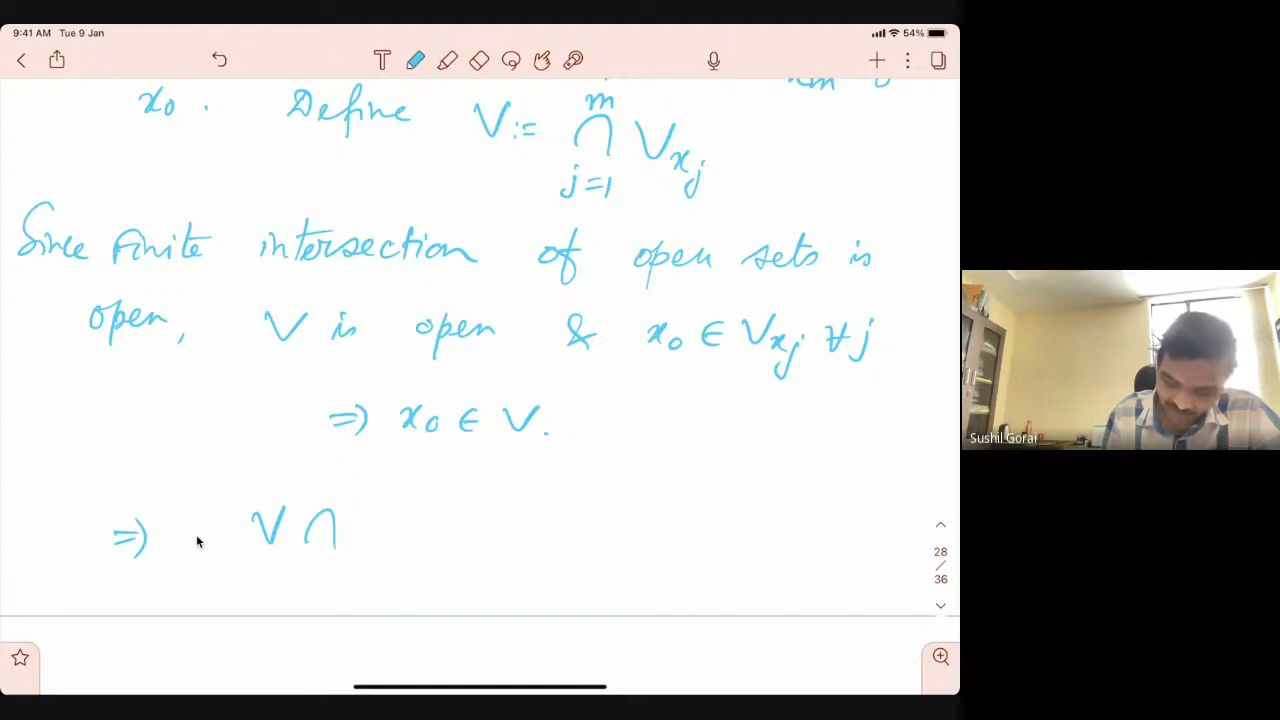 9:41 AM Tue 9 Jan
54%
x₀ . Define V := ⋂_{j=1}^{m} V_{x_j}
Since Finite intersection of open sets is
open, V is open & x₀ ∈ V_{x_j} ∀ j
⇒ x₀ ∈ V.
⇒ V ∩
28
/
36
Sushil Gorai